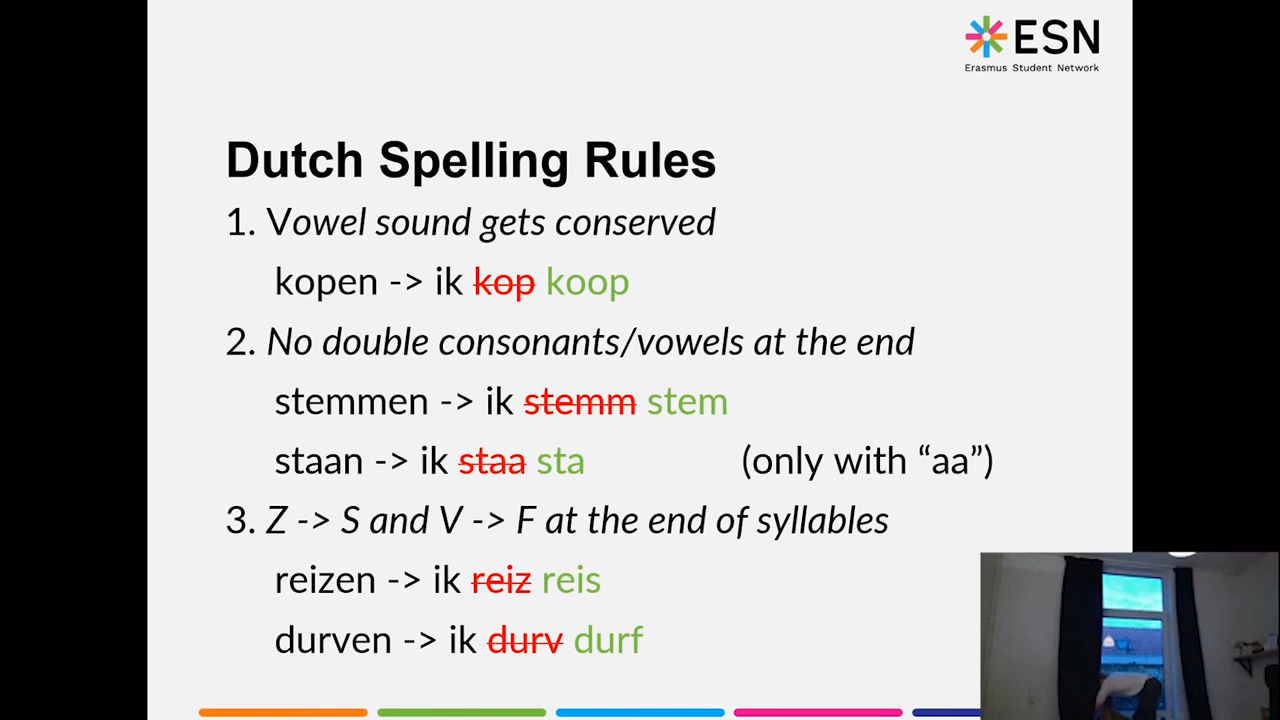 ESN
Erasmus Student Network
Dutch Spelling Rules
1. Vowel sound gets conserved
kopen -> ik kop koop
2. No double consonants/vowels at the end
stemmen -> ik stemm stem
staan -> ik staa sta (only with “aa”)
3. Z -> S and V -> F at the end of syllables
reizen -> ik reiz reis
durven -> ik durv durf